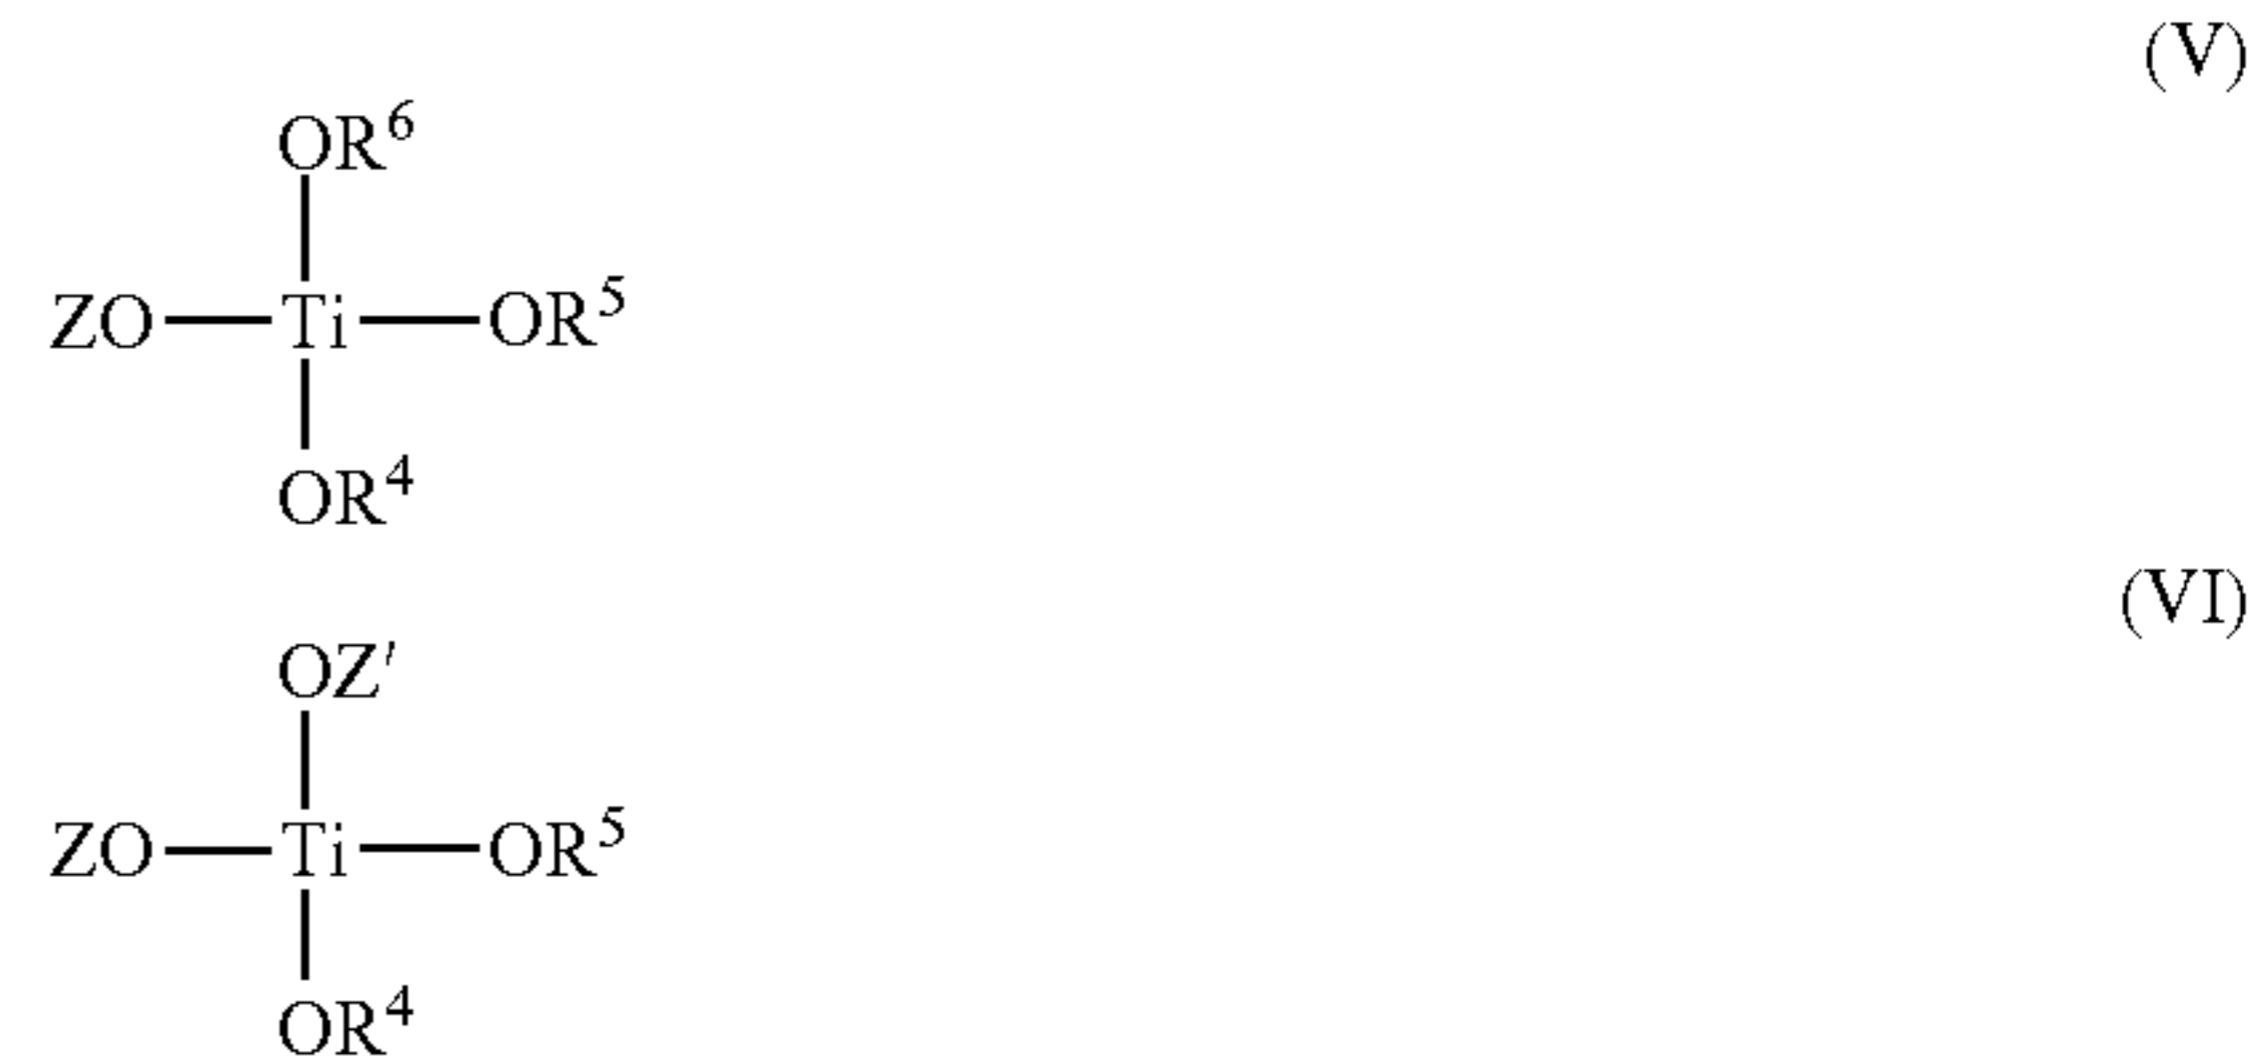 (V)
OR⁶
ZO—Ti—OR⁵
OR⁴
(VI)
OZ′
ZO—Ti—OR⁵
OR⁴